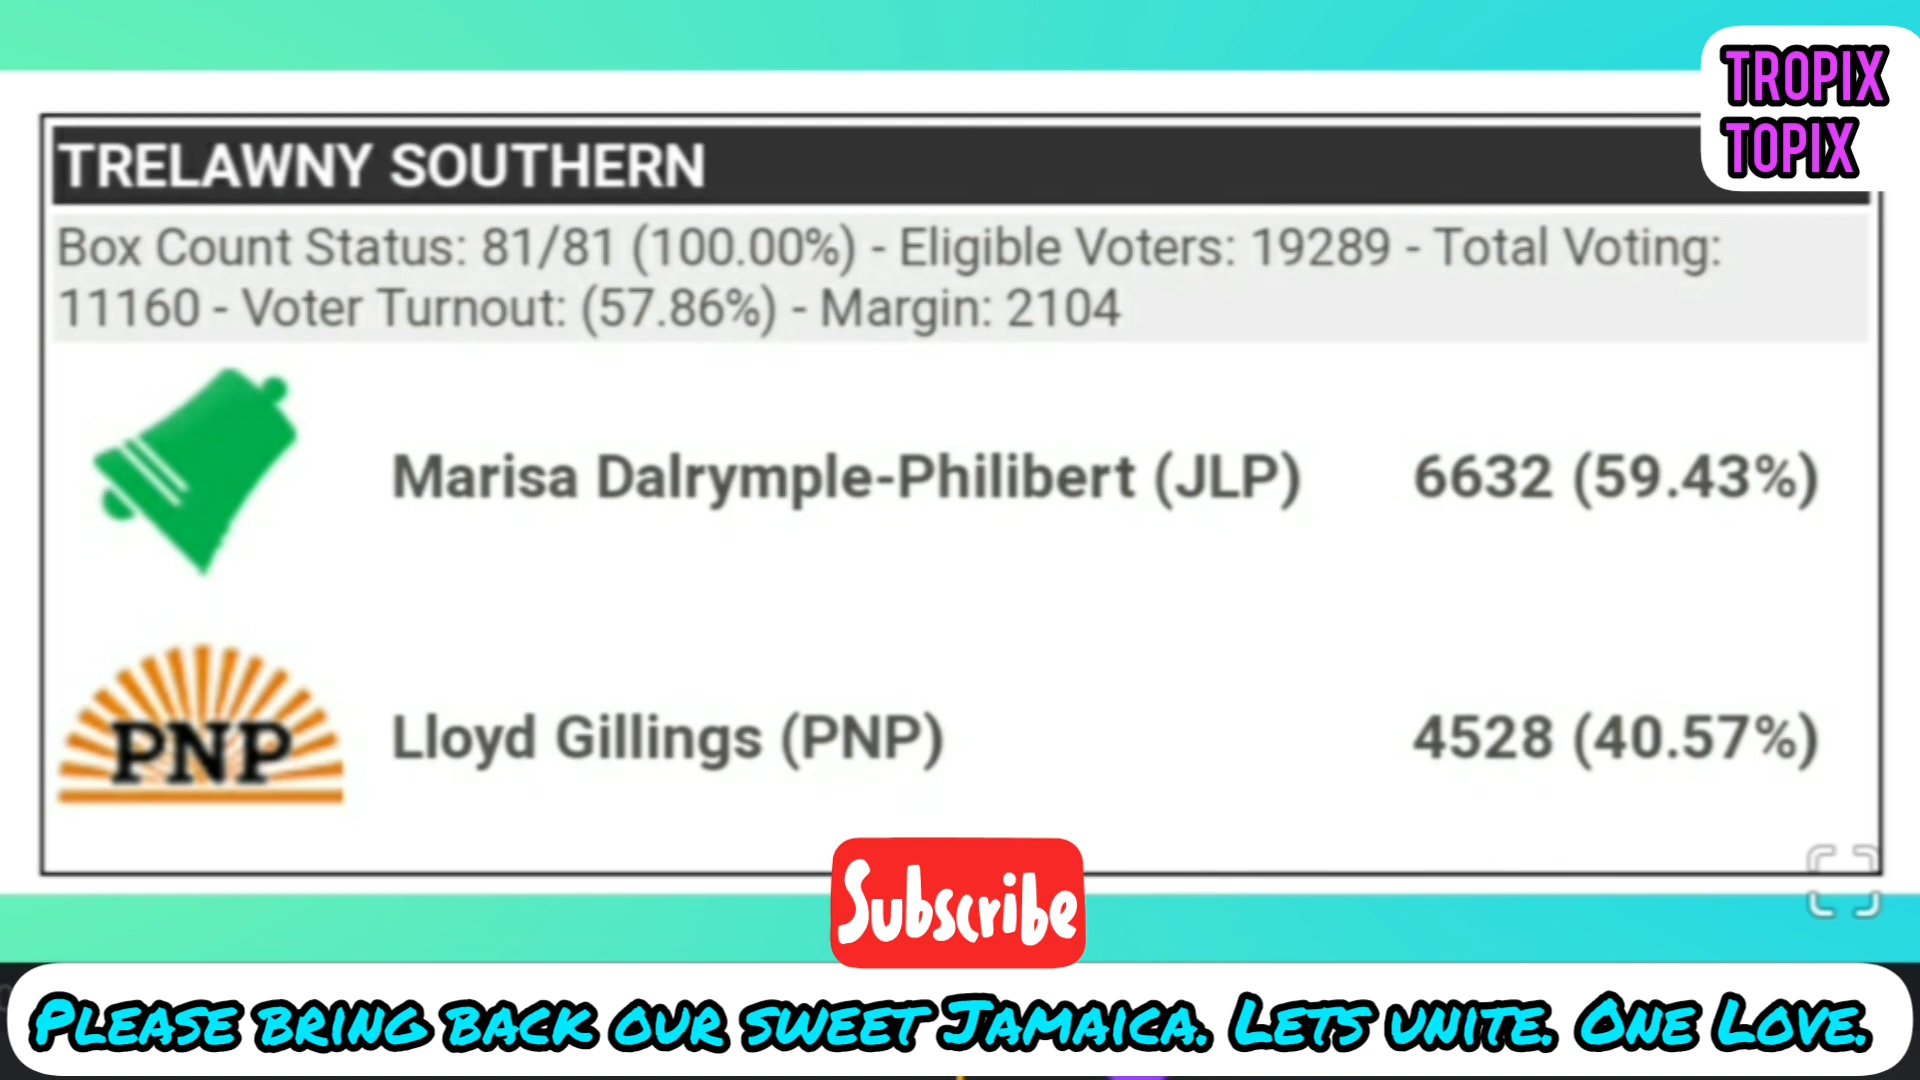 TROPIX
TOPIX
TRELAWNY SOUTHERN
Box Count Status: 81/81 (100.00%) - Eligible Voters: 19289 - Total Voting:
11160 - Voter Turnout: (57.86%) - Margin: 2104
Marisa Dalrymple-Philibert (JLP) 6632 (59.43%)
PNP Lloyd Gillings (PNP) 4528 (40.57%)
Subscribe
PLEASE BRING BACK OUR SWEET JAMAICA. LETS UNITE. ONE LOVE.